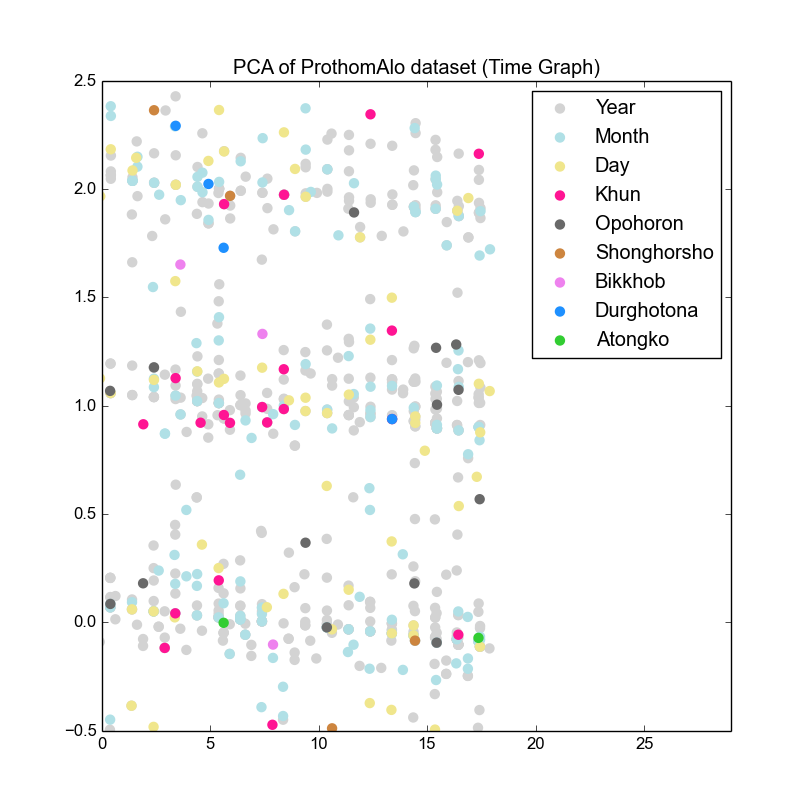 PCA of ProthomAlo dataset (Time Graph)
2.5
2.0
1.5
1.0
0.5
0.0
−0.5
0 5 10 15 20 25
Year
Month
Day
Khun
Opohoron
Shonghorsho
Bikkhob
Durghotona
Atongko